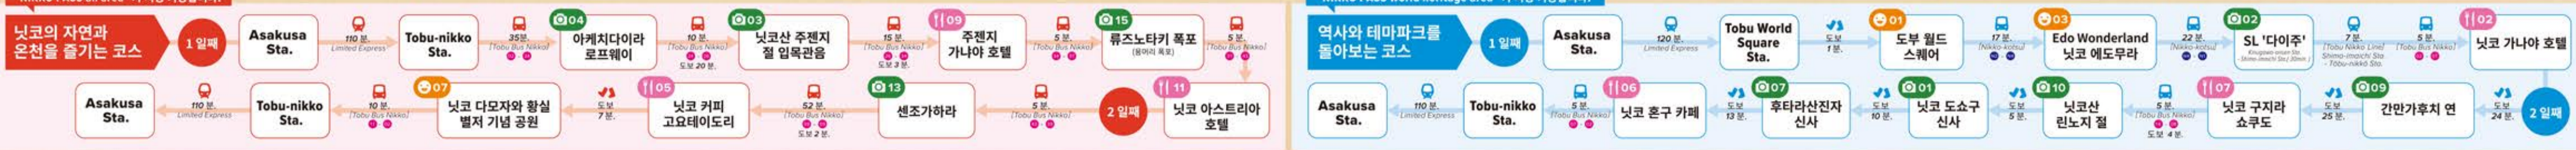 닛코의 자연과
온천을 즐기는 코스
1 일째
Asakusa
Sta.
110 분.
Limited Express
Tobu-nikko
Sta.
35분.
[Tobu Bus Nikko]
04
아케치다이라
로프웨이
10 분.
[Tobu Bus Nikko]
도보 20 분.
03
닛코산 주젠지
절 입목관음
15 분.
[Tobu Bus Nikko]
도보 3 분.
09
주젠지
가나야 호텔
5 분.
[Tobu Bus Nikko]
15
류즈노타키 폭포
(용머리 폭포)
5 분.
[Tobu Bus Nikko]
11
닛코 아스트리아
호텔
2 일째
5 분.
[Tobu Bus Nikko]
13
센조가하라
52 분.
[Tobu Bus Nikko]
도보 2 분.
05
닛코 커피
고요테이도리
도보
7 분.
07
닛코 다모자와 황실
별저 기념 공원
10 분.
[Tobu Bus Nikko]
Tobu-nikko
Sta.
110 분.
Limited Express
Asakusa
Sta.
역사와 테마파크를
돌아보는 코스
1 일째
Asakusa
Sta.
120 분.
Limited Express
Tobu World
Square
Sta.
도보
1 분.
01
도부 월드
스퀘어
17 분.
[Nikko-kotsu]
03
Edo Wonderland
닛코 에도무라
22 분.
[Nikko-kotsu]
02
SL '다이주'
7 분.
[Tobu Nikko Line]
Shimo-imaichi Sta.
- Tobu-nikko Sta.
5 분.
[Tobu Bus Nikko]
02
닛코 가나야 호텔
2 일째
도보
24 분.
09
간만가후치 연
도보
25 분.
07
닛코 구지라
쇼쿠도
5 분.
[Tobu Bus Nikko]
도보 4 분.
10
닛코산
린노지 절
도보
5 분.
01
닛코 도쇼구
신사
도보
10 분.
07
후타라산진자
신사
도보
13 분.
06
닛코 혼구 카페
5 분.
[Tobu Bus Nikko]
Tobu-nikko
Sta.
110 분.
Limited Express
Asakusa
Sta.